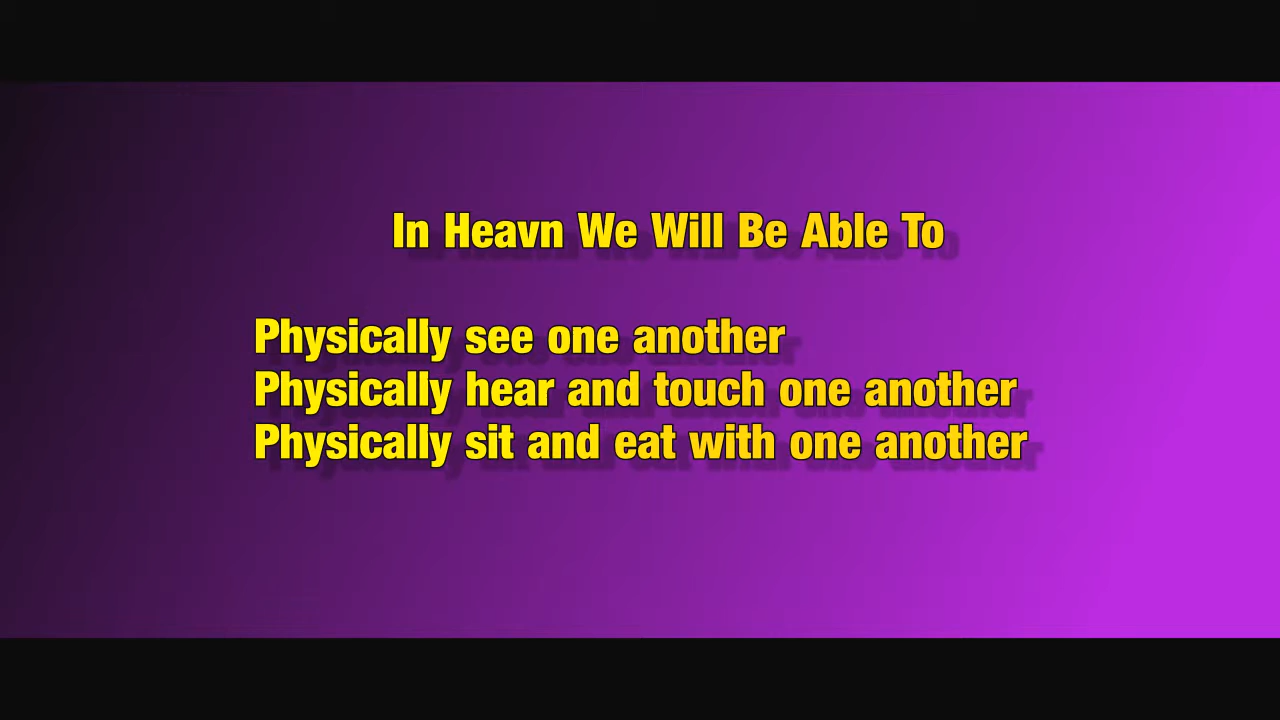 In Heavn We Will Be Able To
Physically see one another
Physically hear and touch one another
Physically sit and eat with one another